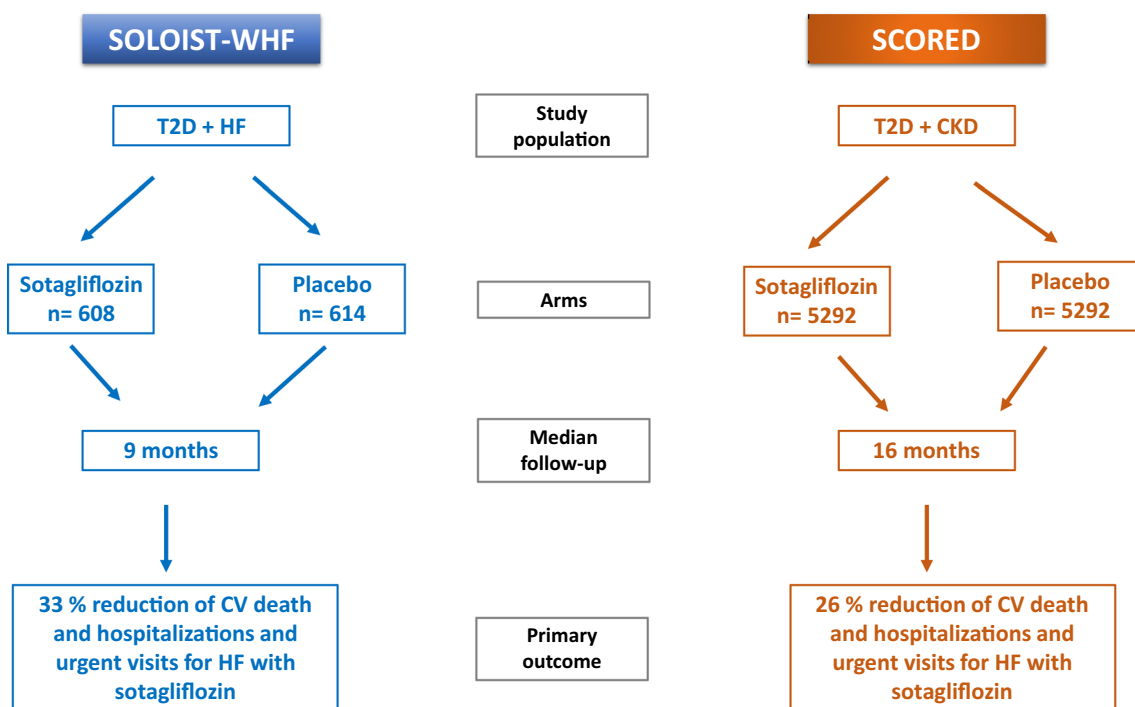 SOLOIST-WHF
SCORED
T2D + HF
Study
population
T2D + CKD
Sotagliflozin
n= 608
Placebo
n= 614
Arms
Sotagliflozin
n= 5292
Placebo
n= 5292
9 months
Median
follow-up
16 months
33 % reduction of CV death
and hospitalizations and
urgent visits for HF with
sotagliflozin
Primary
outcome
26 % reduction of CV death
and hospitalizations and
urgent visits for HF with
sotagliflozin